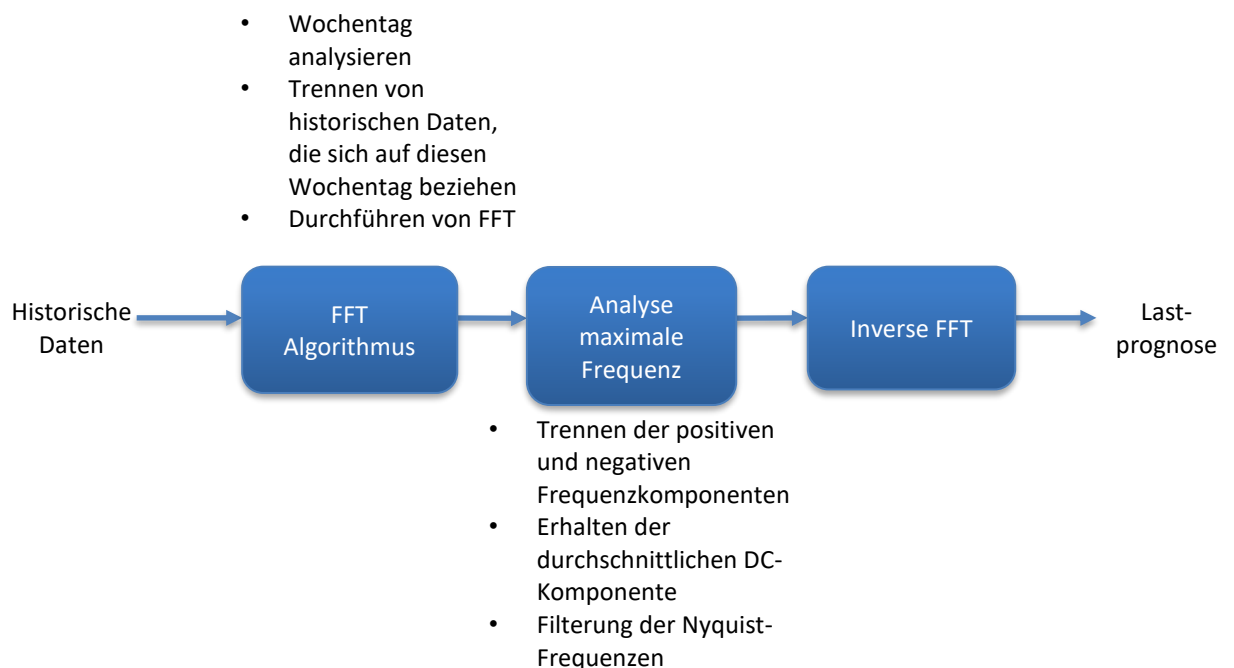 • Wochentag
analysieren
• Trennen von
historischen Daten,
die sich auf diesen
Wochentag beziehen
• Durchführen von FFT
Historische
Daten
FFT
Algorithmus
Analyse
maximale
Frequenz
Inverse FFT
Last-
prognose
• Trennen der positiven
und negativen
Frequenzkomponenten
• Erhalten der
durchschnittlichen DC-
Komponente
• Filterung der Nyquist-
Frequenzen